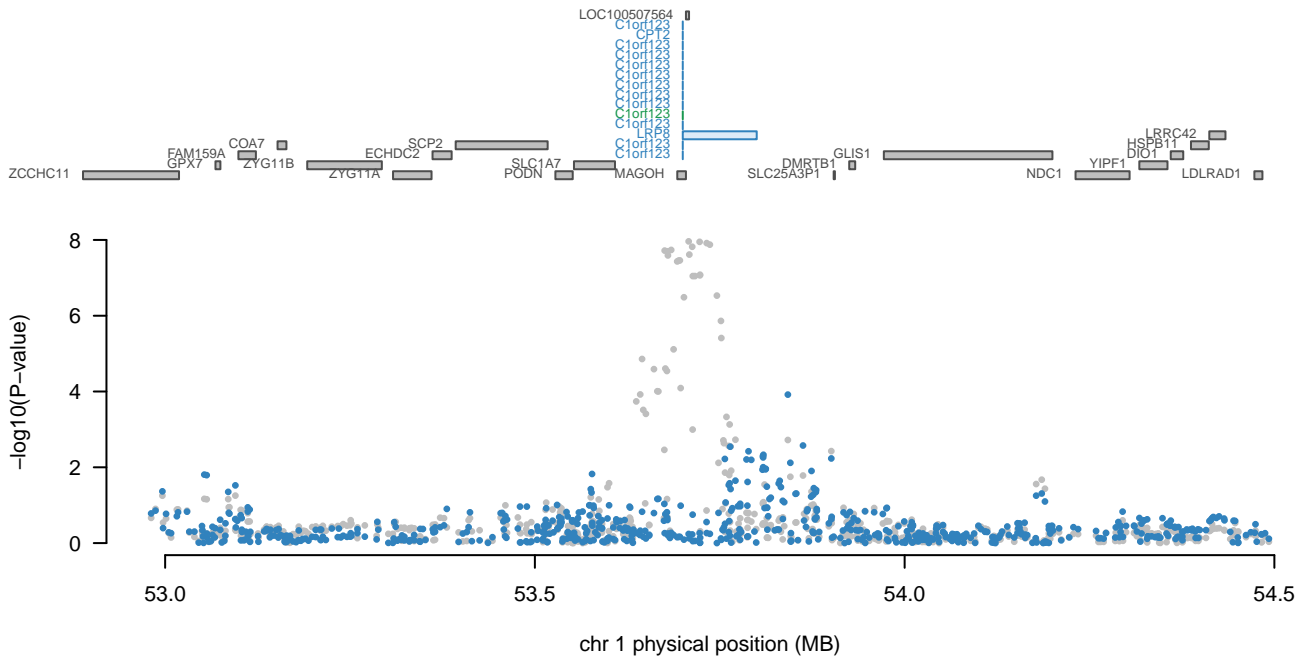 LOC100507564
C1orf123
CPT2
C1orf123
C1orf123
C1orf123
C1orf123
C1orf123
C1orf123
C1orf123
C1orf123
C1orf123
LRP8 LRRC42
COA7 SCP2 C1orf123 HSPB11
FAM159A ECHDC2 C1orf123 GLIS1 DIO1
GPX7 ZYG11B SLC1A7 DMRTB1 YIPF1
ZCCHC11 ZYG11A PODN MAGOH SLC25A3P1 NDC1 LDLRAD1
8
6
4
2
0
−log10(P−value)
53.0 53.5 54.0 54.5
chr 1 physical position (MB)